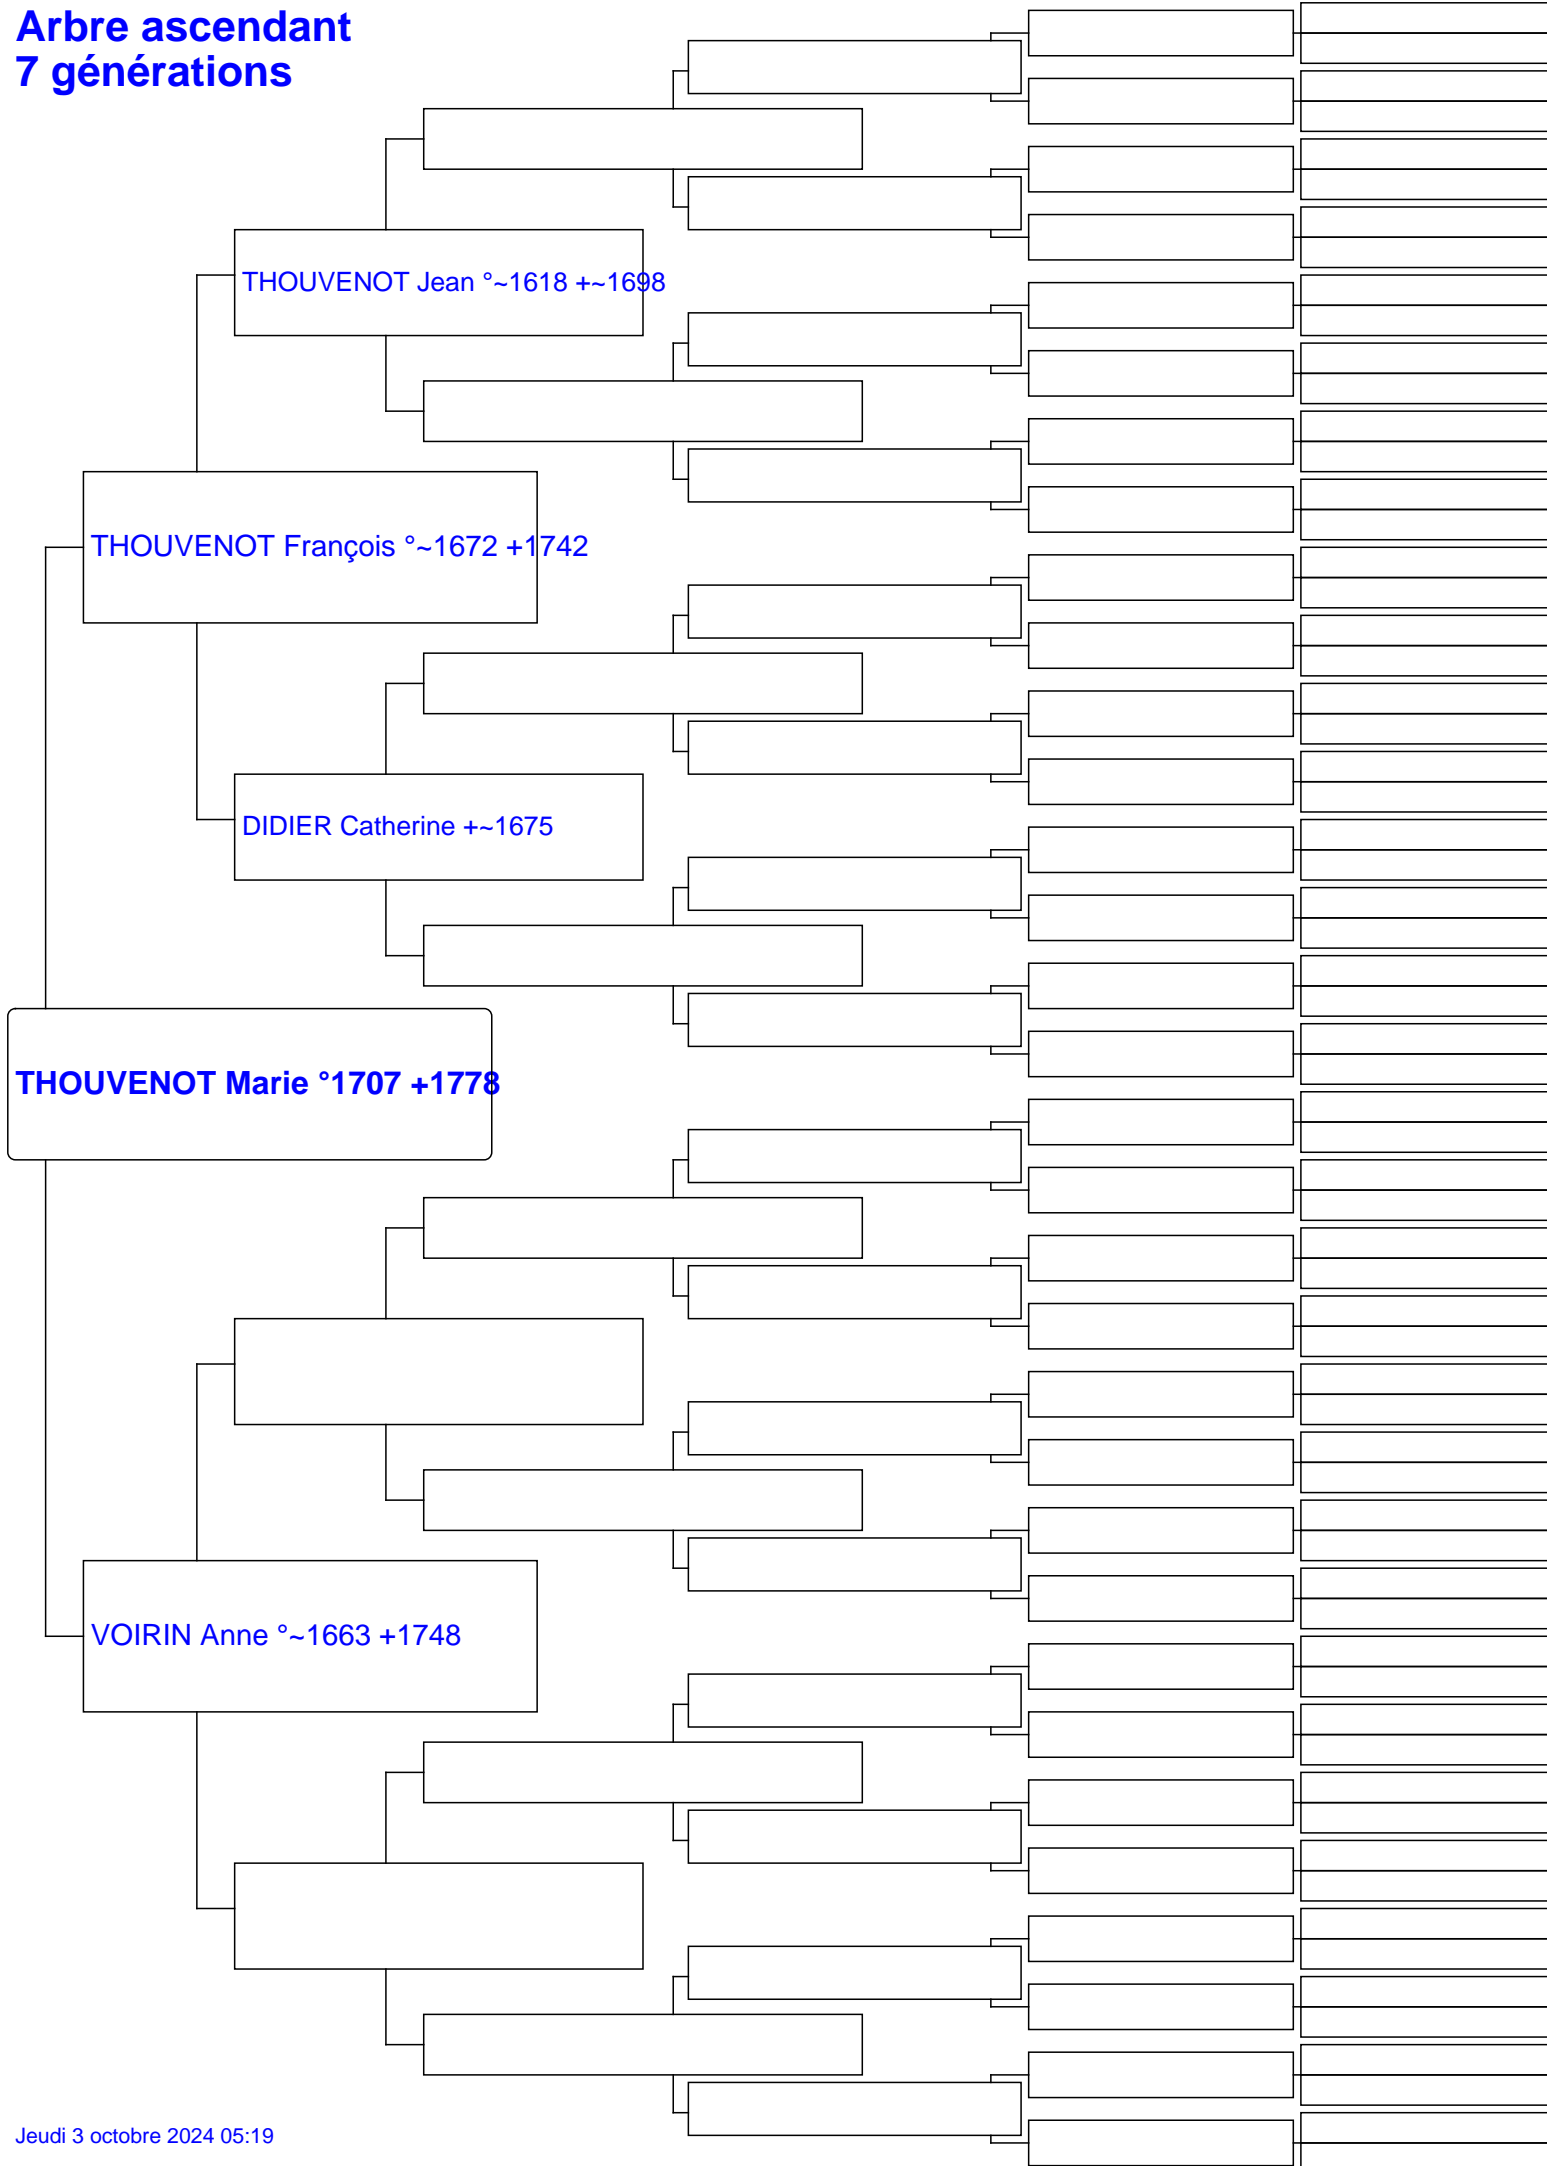 Arbre ascendant
7 générations
THOUVENOT Jean °~1618 +~1698
THOUVENOT François °~1672 +1742
DIDIER Catherine +~1675
THOUVENOT Marie °1707 +1778
VOIRIN Anne °~1663 +1748
Jeudi 3 octobre 2024 05:19